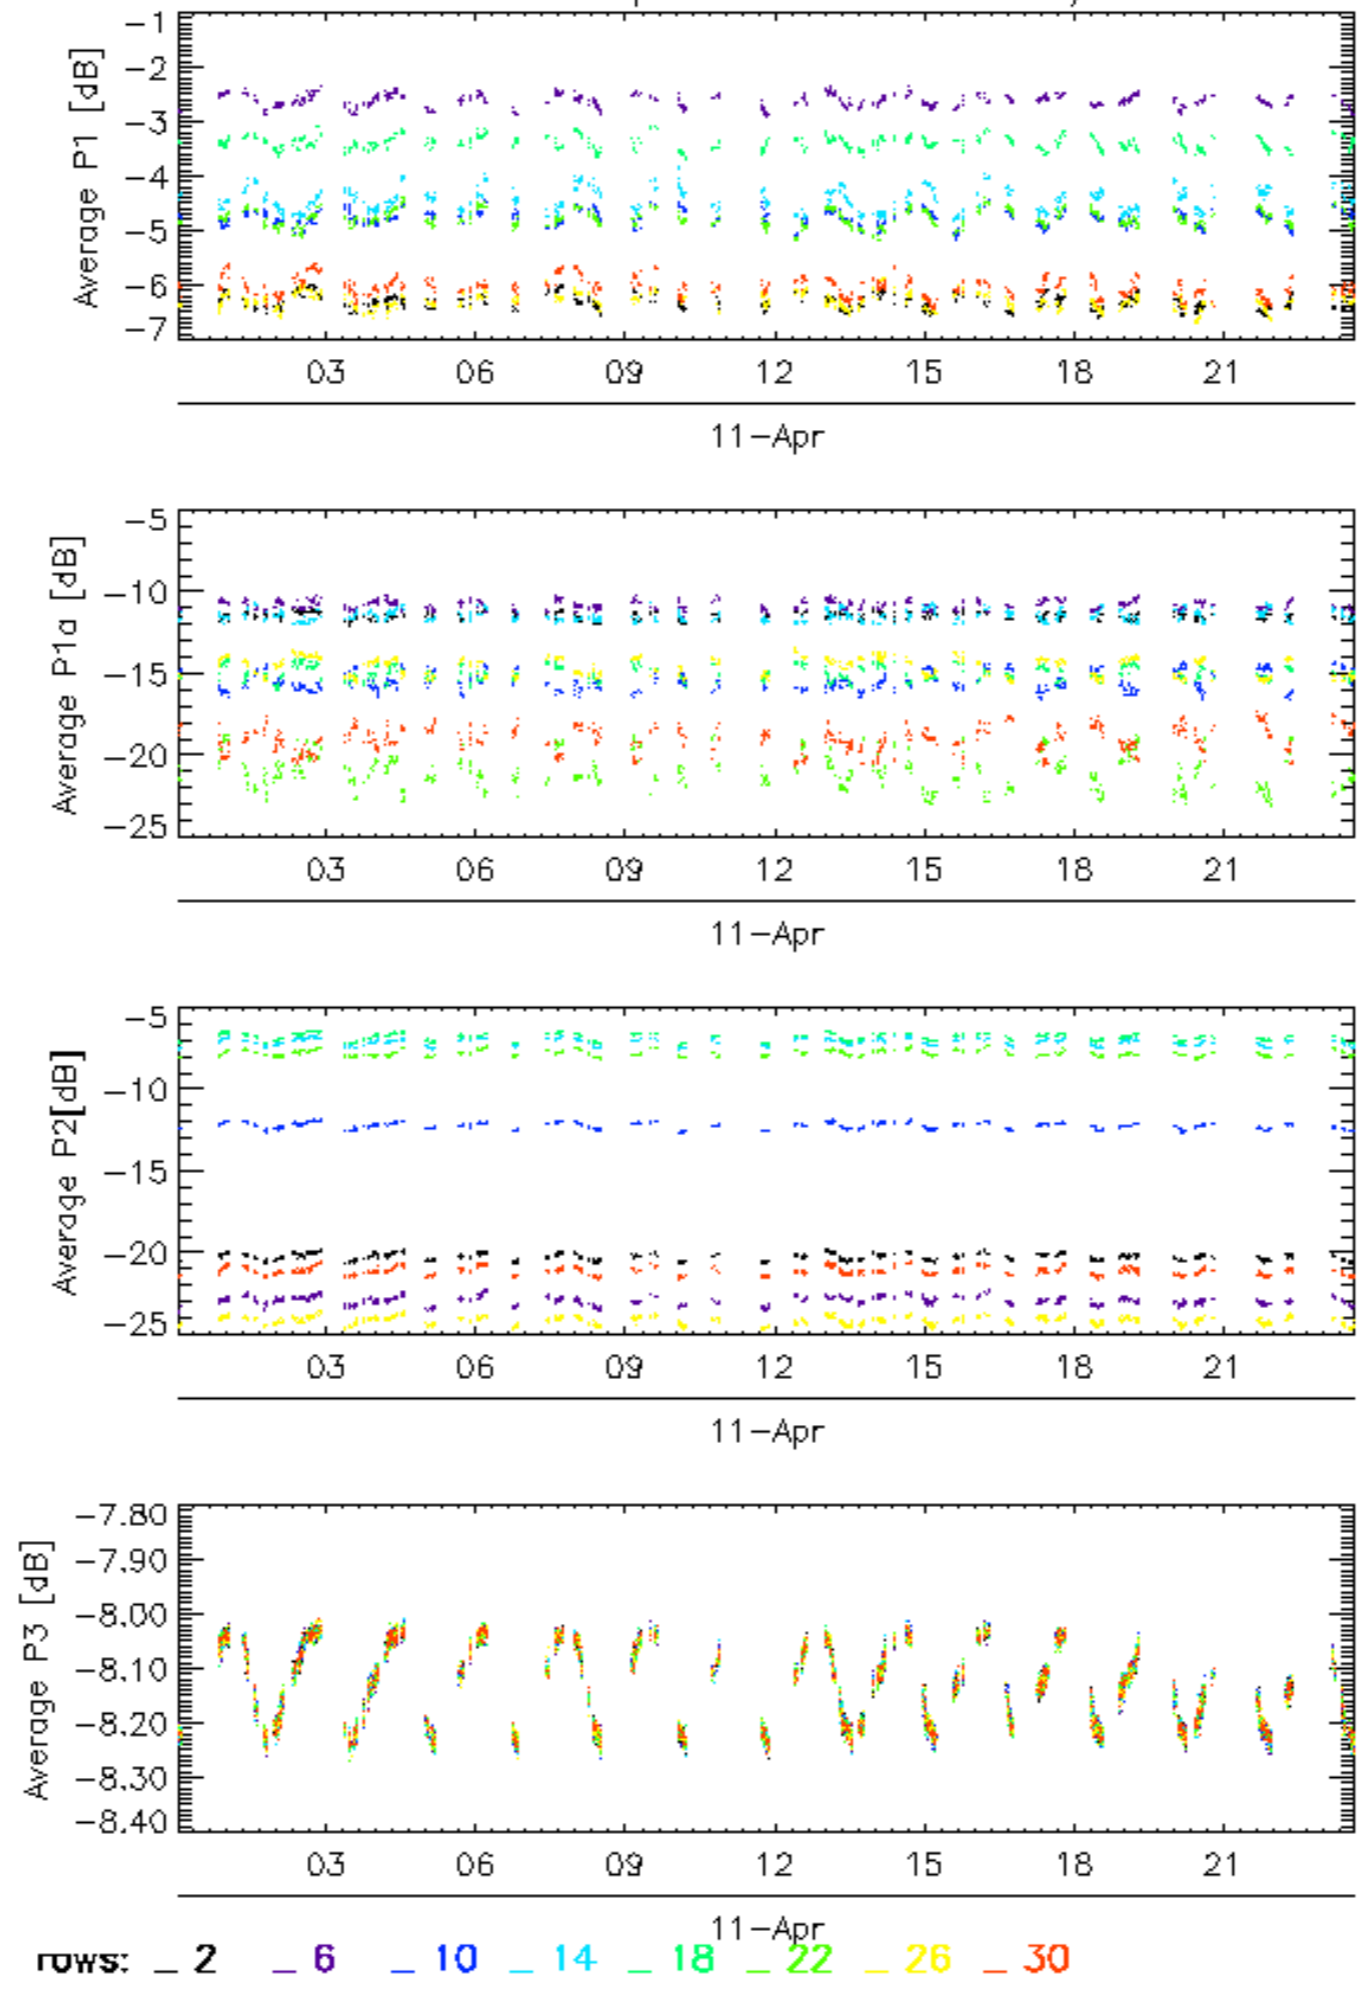 -1
-2
-3
-4
-5
-6
-7
Average P1 [dB]
03 06 09 12 15 18 21
11-Apr
-5
-10
-15
-20
-25
Average P1a [dB]
03 06 09 12 15 18 21
11-Apr
-5
-10
-15
-20
-25
Average P2[dB]
03 06 09 12 15 18 21
11-Apr
-7.80
-7.90
-8.00
-8.10
-8.20
-8.30
-8.40
Average P3 [dB]
03 06 09 12 15 18 21
11-Apr
rows: _ 2 _ 6 _ 10 _ 14 _ 18 _ 22 _ 26 _ 30